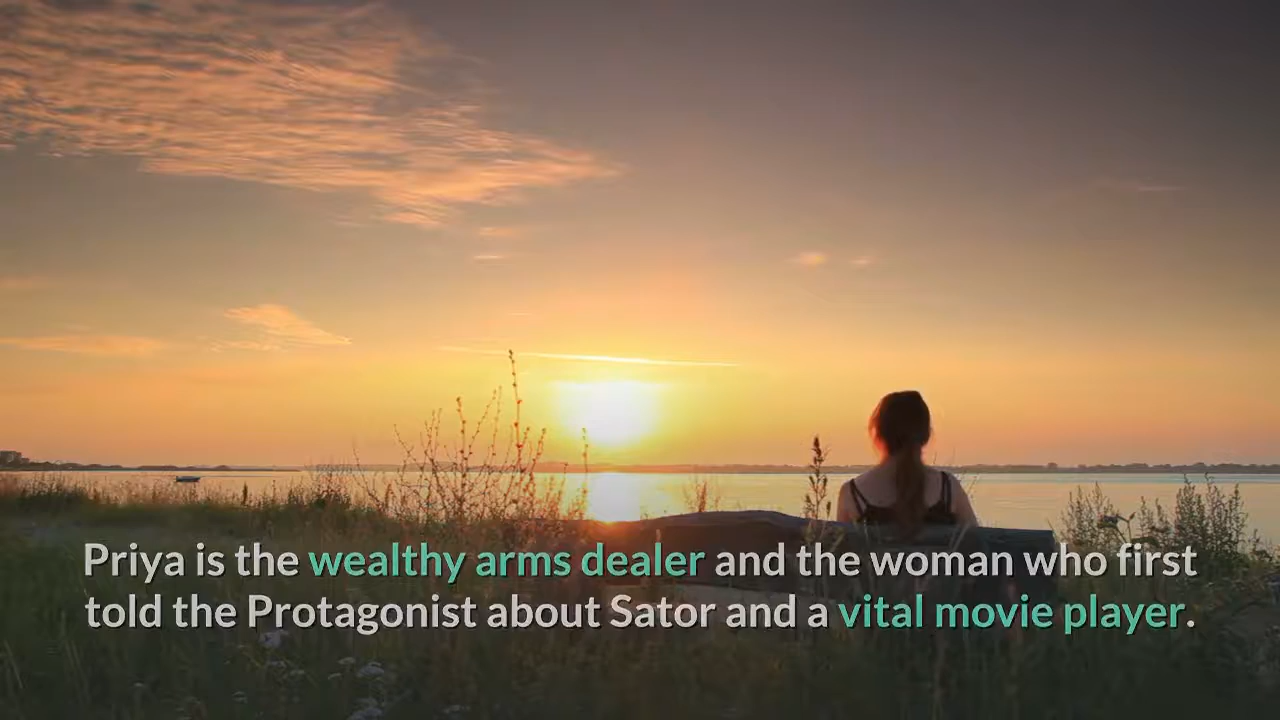 Priya is the wealthy arms dealer and the woman who first
told the Protagonist about Sator and a vital movie player.